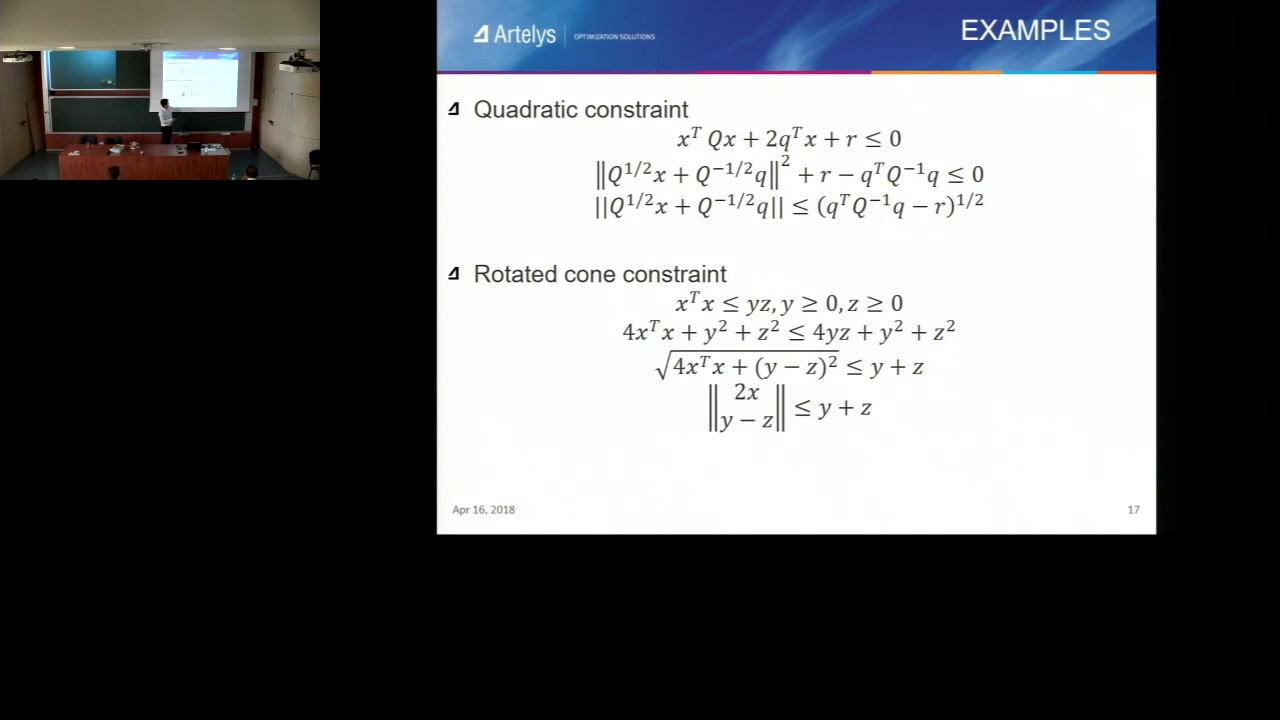 Artelys OPTIMIZATION SOLUTIONS
EXAMPLES
Quadratic constraint
x^T Qx + 2q^T x + r ≤ 0
‖Q^{1/2}x + Q^{−1/2}q‖^2 + r − q^T Q^{−1}q ≤ 0
||Q^{1/2}x + Q^{−1/2}q|| ≤ (q^T Q^{−1}q − r)^{1/2}
Rotated cone constraint
x^T x ≤ yz, y ≥ 0, z ≥ 0
4x^T x + y^2 + z^2 ≤ 4yz + y^2 + z^2
√(4x^T x + (y − z)^2) ≤ y + z
‖2x
y − z‖ ≤ y + z
Apr 16, 2018
17